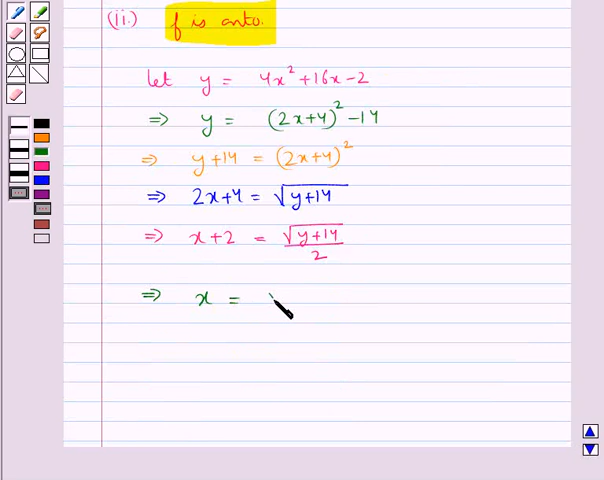 (ii.) f is onto.
let y = 4x² + 16x - 2
⇒ y = (2x+4)² - 14
⇒ y+14 = (2x+4)²
⇒ 2x+4 = √(y+14)
⇒ x+2 = √(y+14)/2
⇒ x =